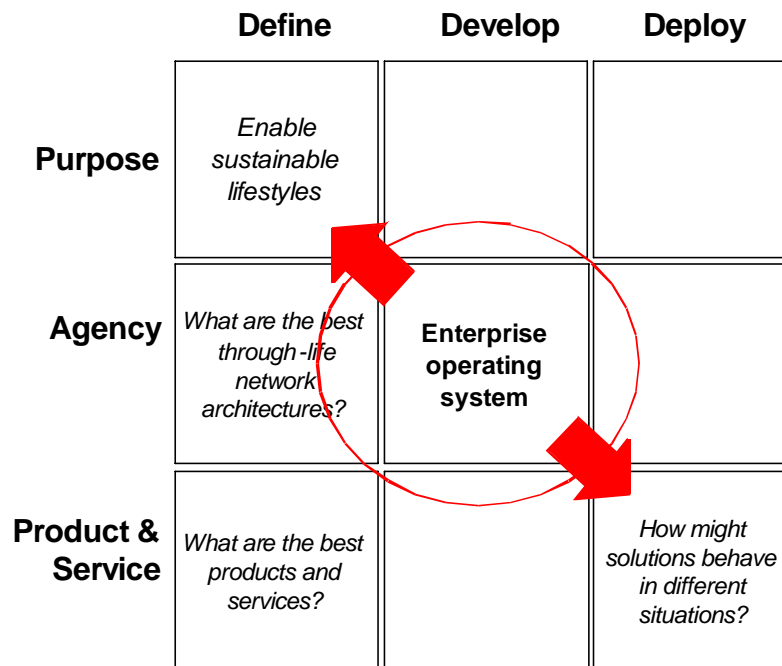 Define Develop Deploy
Purpose
Enable
sustainable
lifestyles
Agency
What are the best
through-life
network
architectures?
Enterprise
operating
system
Product &
Service
What are the best
products and
services?
How might
solutions behave
in different
situations?